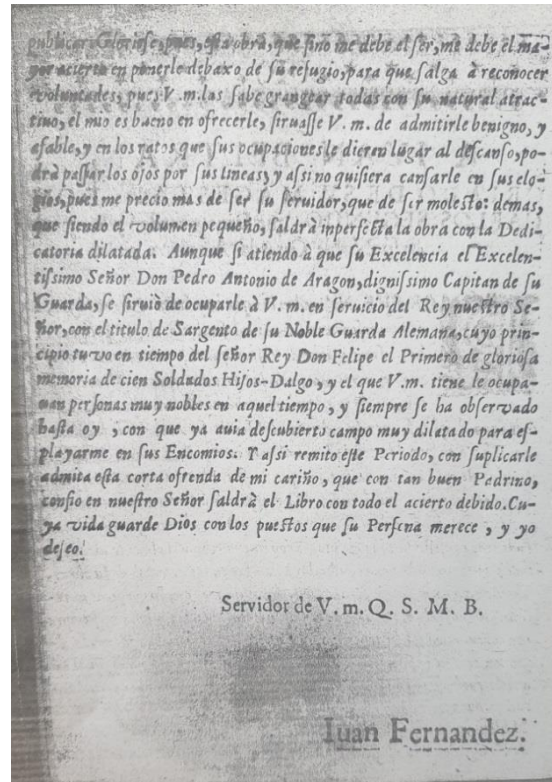 publicar. Gloriese, pues, esta obra, que sino me debe el ser, me debe el ma-
yor acierto en ponerle debaxo de su refugio, para que salga à reconocer
voluntades, pues V.m. las sabe grangear todas con su natural atrac-
tiuo, el mio es bueno en ofrecerle, siruasse V. m. de admitirle benigno, y
afable, y en los ratos que sus ocupaciones le dieren lugar al descanso, po-
drà passar los ojos por sus lineas, y assi no quisiera cansarle en sus elo-
gios, pues me precio mas de ser su seruidor, que de ser molesto: demas,
que siendo el volumen pequeño, saldrà inperfecta la obra con la Dedi-
catoria dilatada. Aunque si atiendo à que su Excelencia el Excelen-
tissimo Señor Don Pedro Antonio de Aragon, dignissimo Capitan de su
Guarda, se siruiò de ocuparle à V. m. en seruicio del Rey nuestro Se-
ñor, con el titulo de Sargento de su Noble Guarda Alemana, cuyo prin-
cipio tuvo en tiempo del señor Rey Don Felipe el Primero de gloriosa
memoria de cien Soldados Hijos-Dalgo, y el que V.m. tiene le ocupa-
uan personas muy nobles en aquel tiempo, y siempre se ha observado
hasta oy, con que ya auia descubierto campo muy dilatado para es-
playarme en sus Encomios. Y assi remito este Periodo, con suplicarle
admita esta corta ofrenda de mi cariño, que con tan buen Padrino,
confio en nuestro Señor saldrà el Libro con todo el acierto debido. Cu-
ya vida guarde Dios con los puestos que su Persona merece, y yo
deseo.
Servidor de V. m. Q. S. M. B.
Iuan Fernandez.